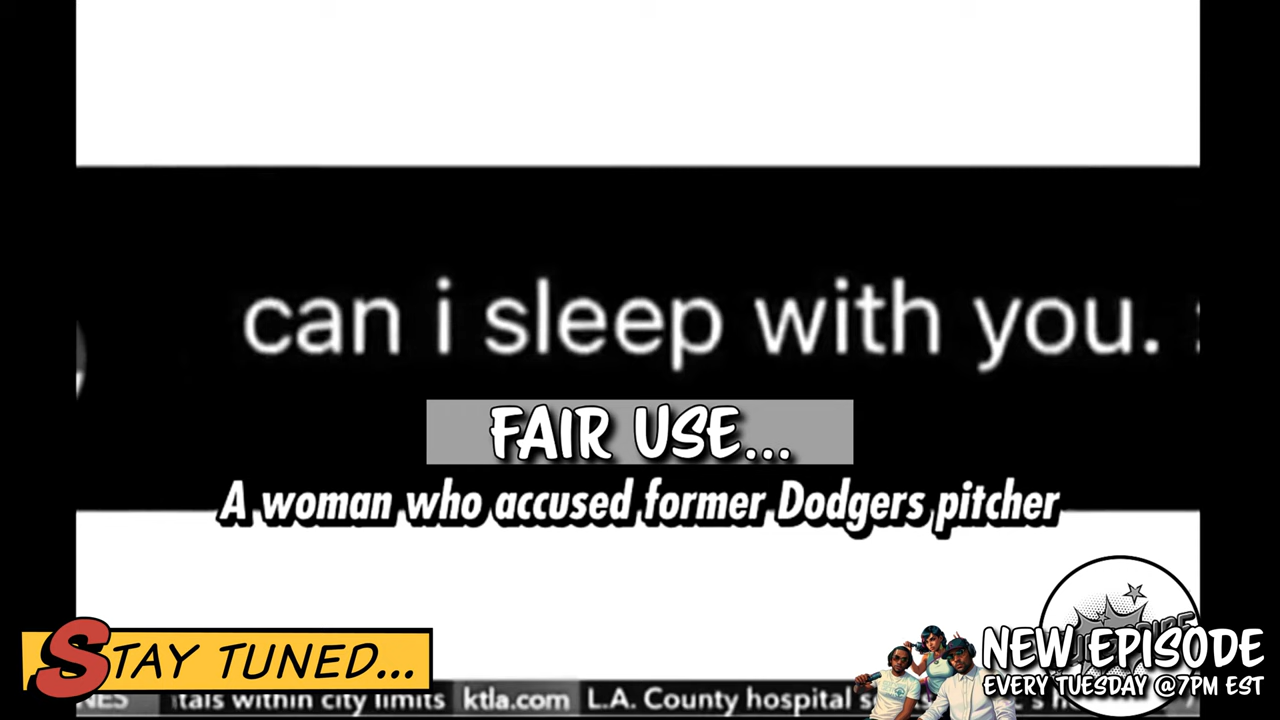 can i sleep with you.
FAIR USE...
A woman who accused former Dodgers pitcher
STAY TUNED...
NEW EPISODE
EVERY TUESDAY @7PM EST
within city limits ktla.com L.A. County hospital